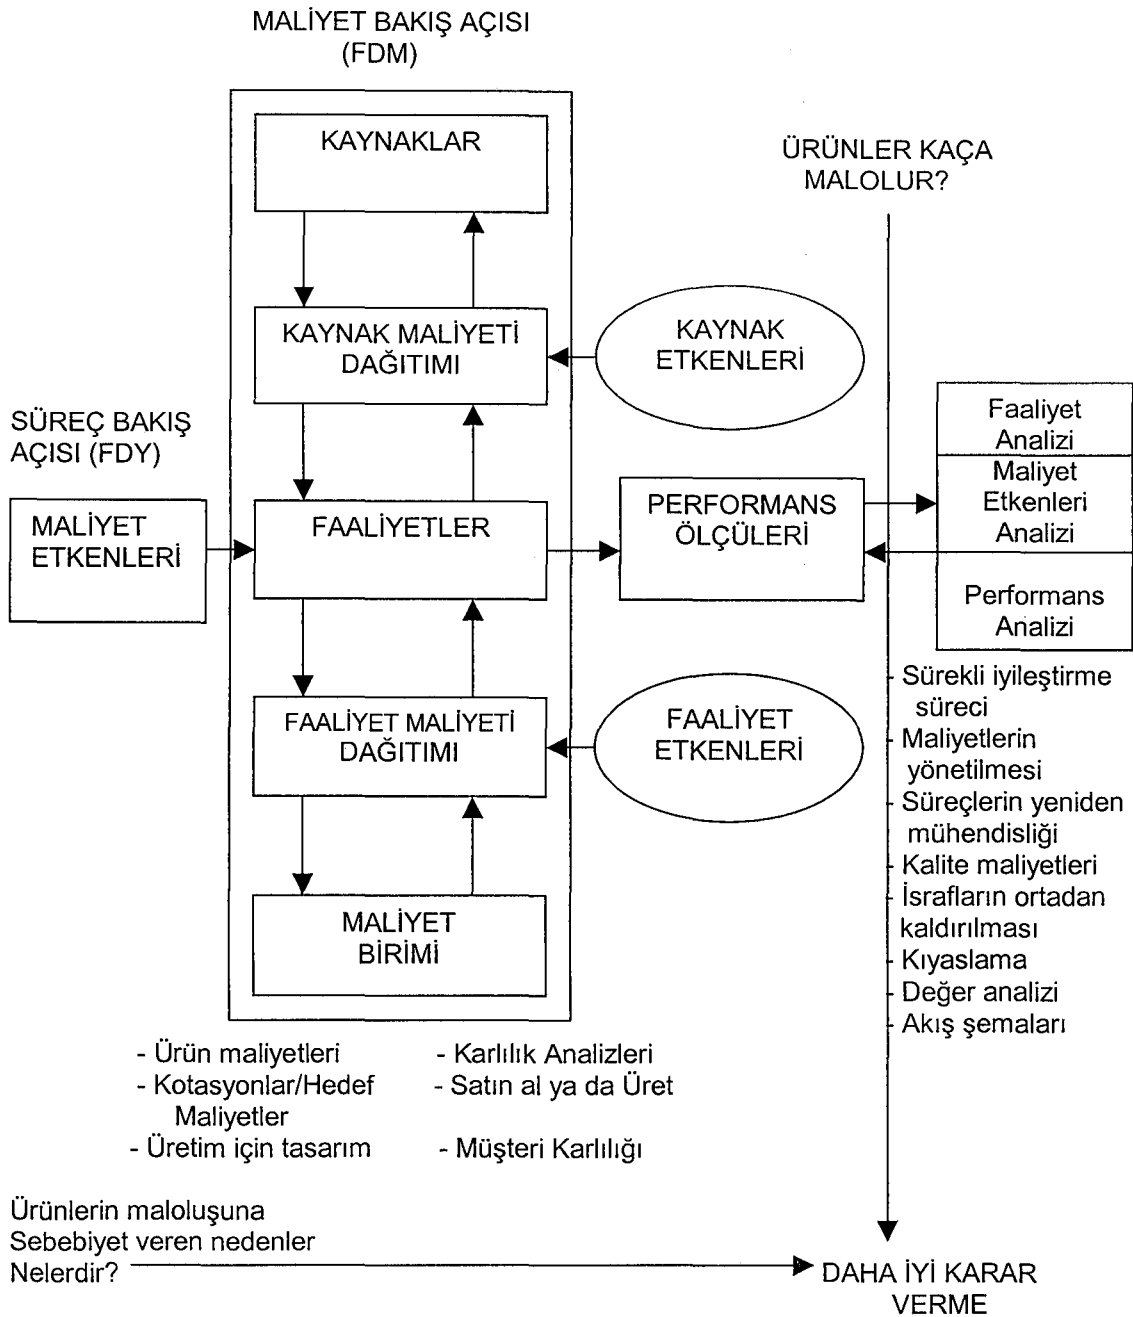 MALİYET BAKIŞ AÇISI
(FDM)
KAYNAKLAR
ÜRÜNLER KAÇA
MALOLUR?
KAYNAK MALİYETİ
DAĞITIMI
KAYNAK
ETKENLERİ
SÜREÇ BAKIŞ
AÇISI (FDY)
Faaliyet
Analizi
MALİYET
ETKENLERİ
FAALİYETLER
PERFORMANS
ÖLÇÜLERİ
Maliyet
Etkenleri
Analizi
Performans
Analizi
FAALİYET MALİYETİ
DAĞITIMI
FAALİYET
ETKENLERİ
- Sürekli iyileştirme
süreci
- Maliyetlerin
yönetilmesi
- Süreçlerin yeniden
mühendisliği
- Kalite maliyetleri
- İsrafların ortadan
kaldırılması
- Kıyaslama
- Değer analizi
- Akış şemaları
MALİYET
BİRİMİ
- Ürün maliyetleri
- Kotasyonlar/Hedef
Maliyetler
- Üretim için tasarım
- Karlılık Analizleri
- Satın al ya da Üret
- Müşteri Karlılığı
Ürünlerin maloluşuna
Sebebiyet veren nedenler
Nelerdir?
DAHA İYİ KARAR
VERME